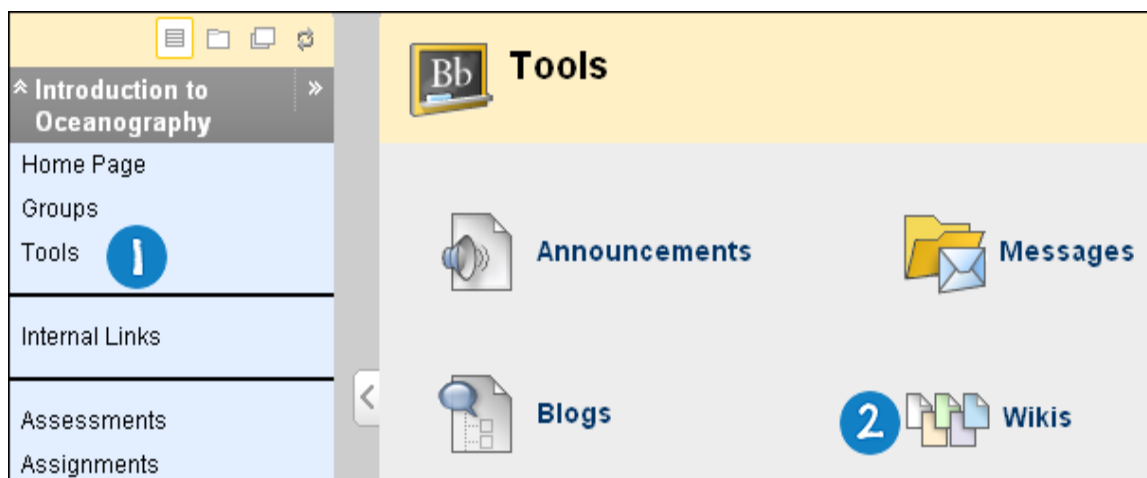 Introduction to
Oceanography
Home Page
Groups
Tools 1
Internal Links
Assessments
Assignments
Bb Tools
Announcements
Messages
Blogs
2 Wikis